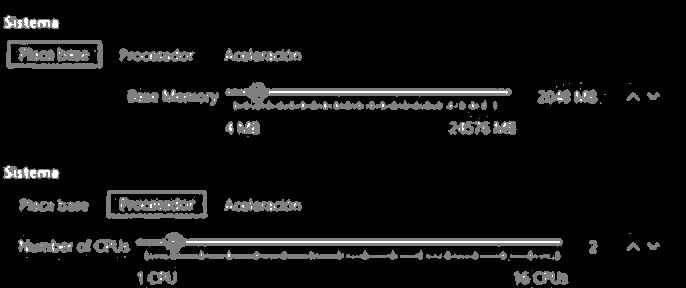 Sistema
Placa base Procesador Aceleración
Base Memory 2048 MB
4 MB 24576 MB
Sistema
Placa base Procesador Aceleración
Number of CPUs 2
1 CPU 16 CPUs